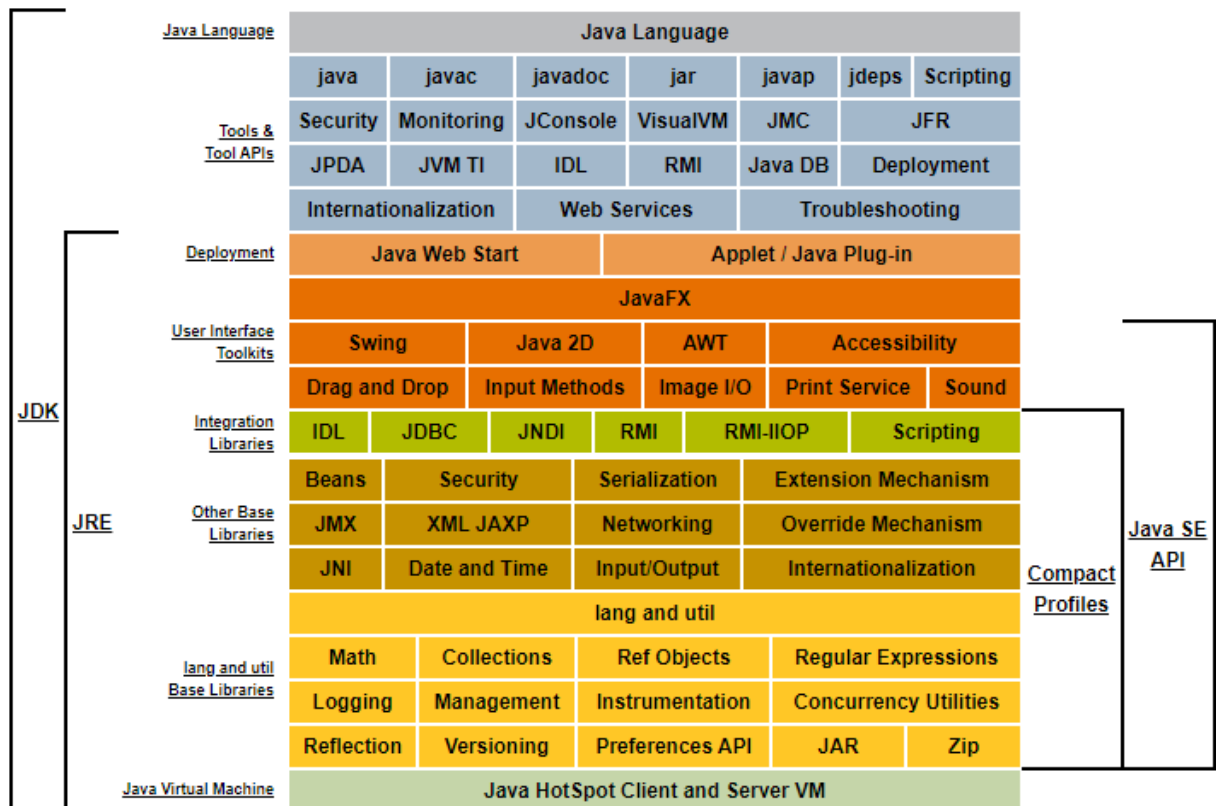 Java Language Java Language
java javac javadoc jar javap jdeps Scripting
Tools &
Tool APIs
Security Monitoring JConsole VisualVM JMC JFR
JPDA JVM TI IDL RMI Java DB Deployment
Internationalization Web Services Troubleshooting
Deployment Java Web Start Applet / Java Plug-in
JavaFX
User Interface
Toolkits
Swing Java 2D AWT Accessibility
Drag and Drop Input Methods Image I/O Print Service Sound
JDK
Integration
Libraries
IDL JDBC JNDI RMI RMI-IIOP Scripting
Beans Security Serialization Extension Mechanism
JRE
Other Base
Libraries
JMX XML JAXP Networking Override Mechanism
Java SE
API
JNI Date and Time Input/Output Internationalization
Compact
Profiles
lang and util
lang and util
Base Libraries
Math Collections Ref Objects Regular Expressions
Logging Management Instrumentation Concurrency Utilities
Reflection Versioning Preferences API JAR Zip
Java Virtual Machine Java HotSpot Client and Server VM